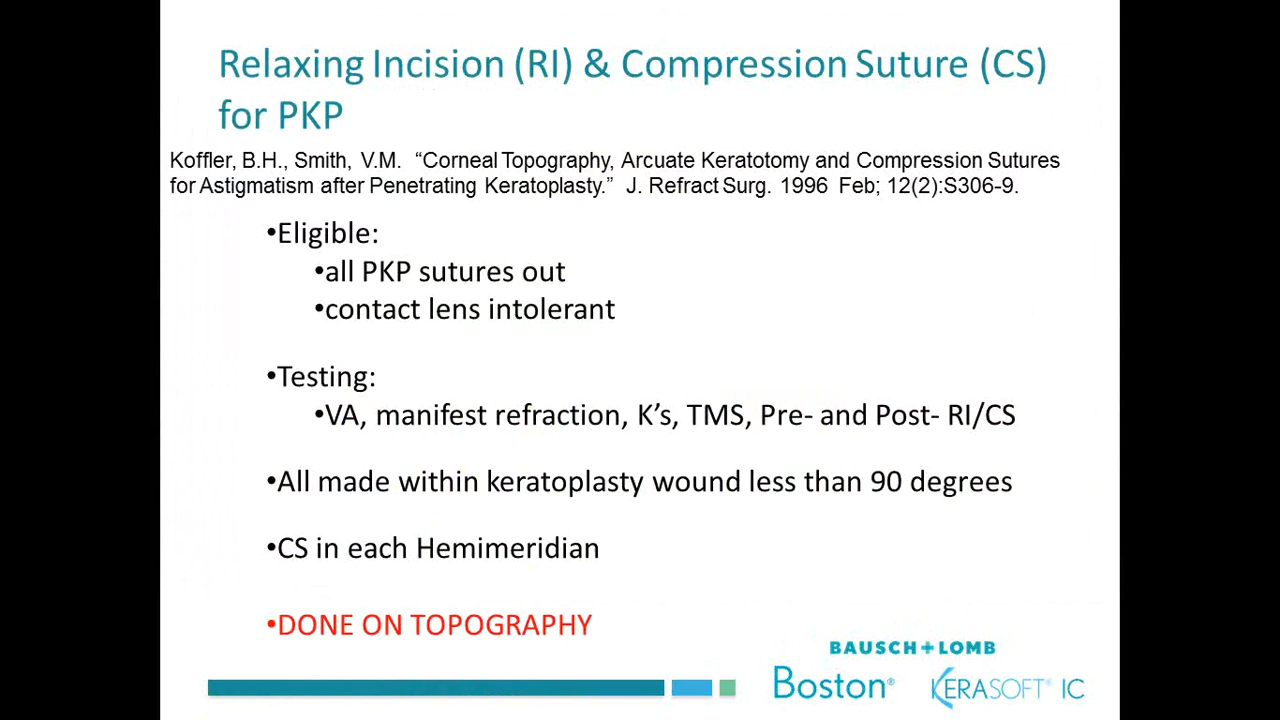 Relaxing Incision (RI) & Compression Suture (CS)
for PKP
Koffler, B.H., Smith, V.M. “Corneal Topography, Arcuate Keratotomy and Compression Sutures
for Astigmatism after Penetrating Keratoplasty.” J. Refract Surg. 1996 Feb; 12(2):S306-9.
•Eligible:
•all PKP sutures out
•contact lens intolerant
•Testing:
•VA, manifest refraction, K’s, TMS, Pre- and Post- RI/CS
•All made within keratoplasty wound less than 90 degrees
•CS in each Hemimeridian
•DONE ON TOPOGRAPHY
BAUSCH+LOMB
Boston® KERASOFT® IC